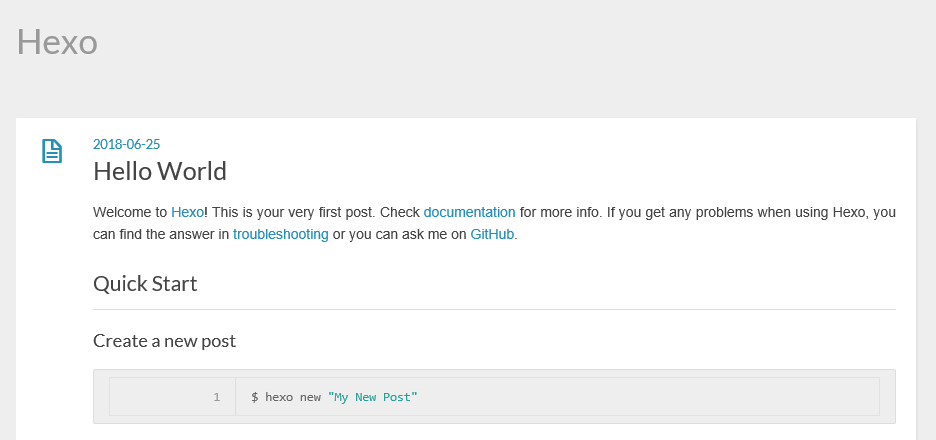 Hexo
2018-06-25
Hello World
Welcome to Hexo! This is your very first post. Check documentation for more info. If you get any problems when using Hexo, you
can find the answer in troubleshooting or you can ask me on GitHub.
Quick Start
Create a new post
1 $ hexo new "My New Post"